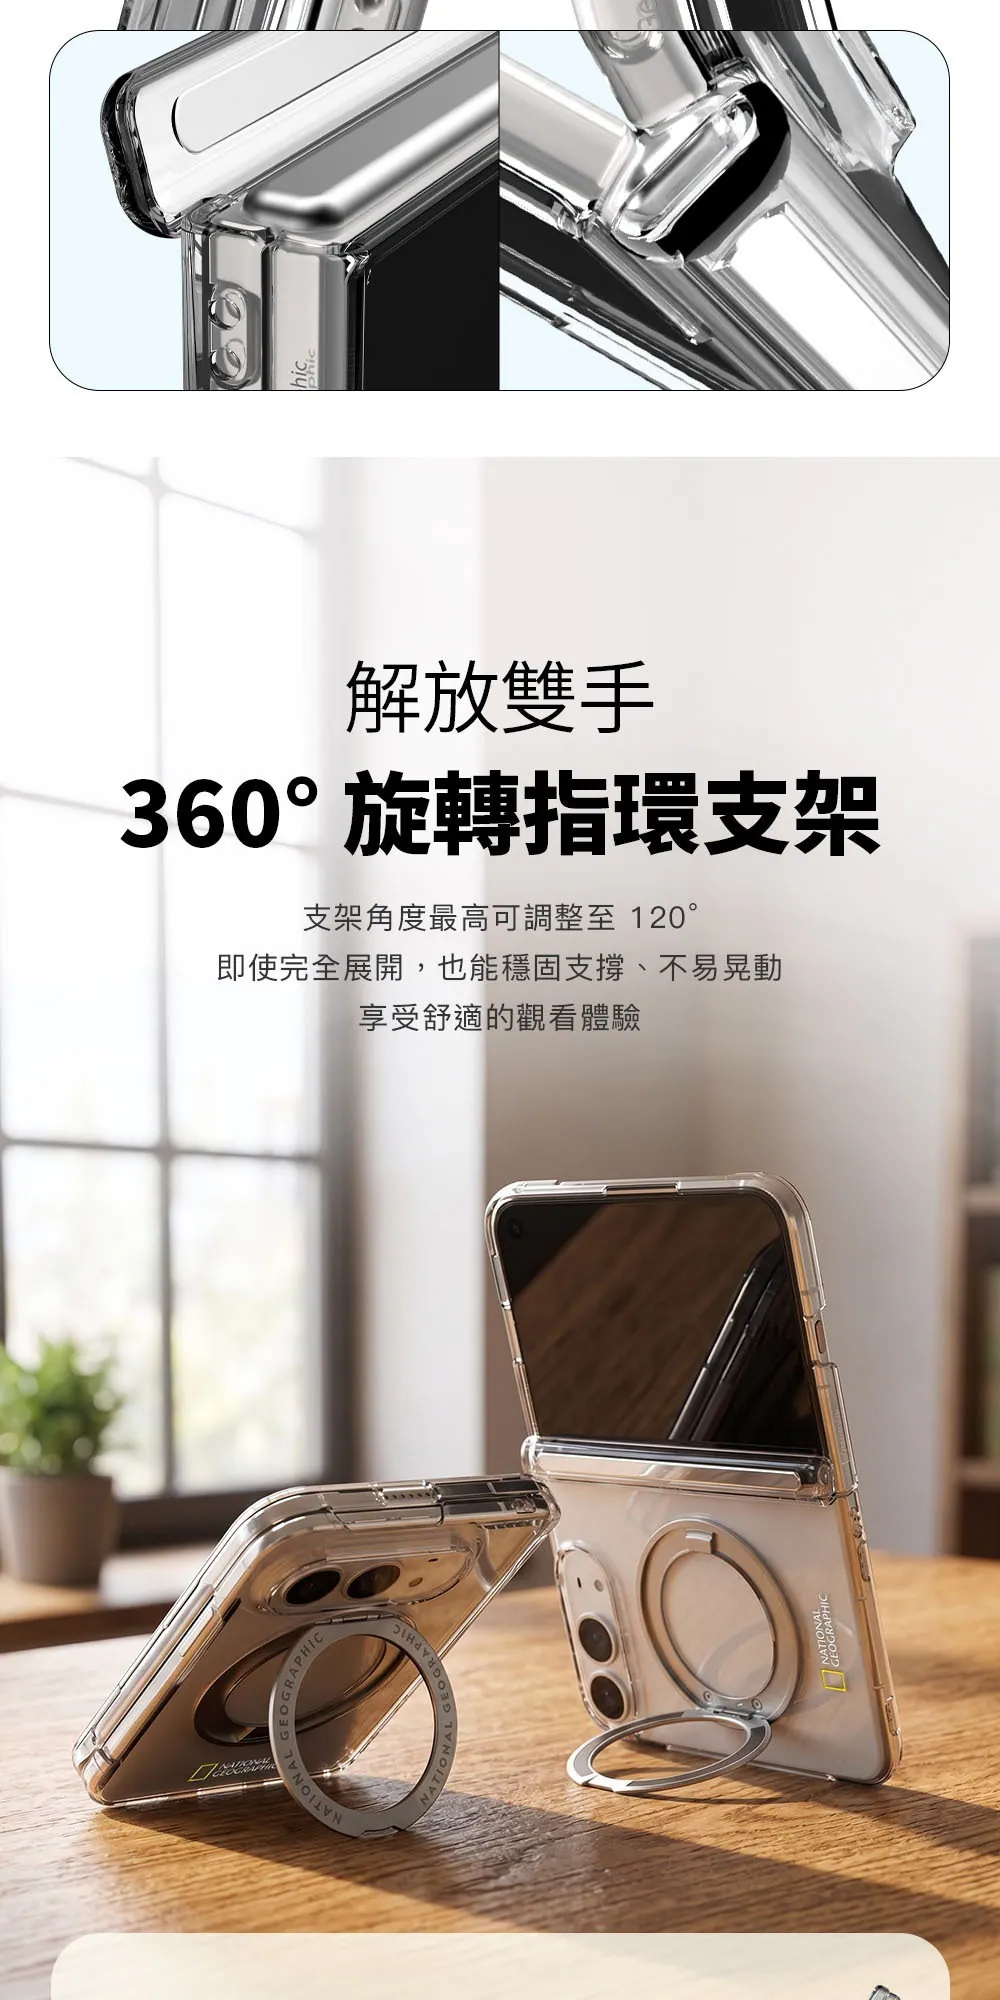 解放雙手
360° 旋轉指環支架
支架角度最高可調整至 120°
即使完全展開，也能穩固支撐、不易晃動
享受舒適的觀看體驗
NATIONAL GEOGRAPHIC
NATIONAL GEOGRAPHIC
NATIONAL
GEOGRAPHIC
NATIONAL
GEOGRAPHIC